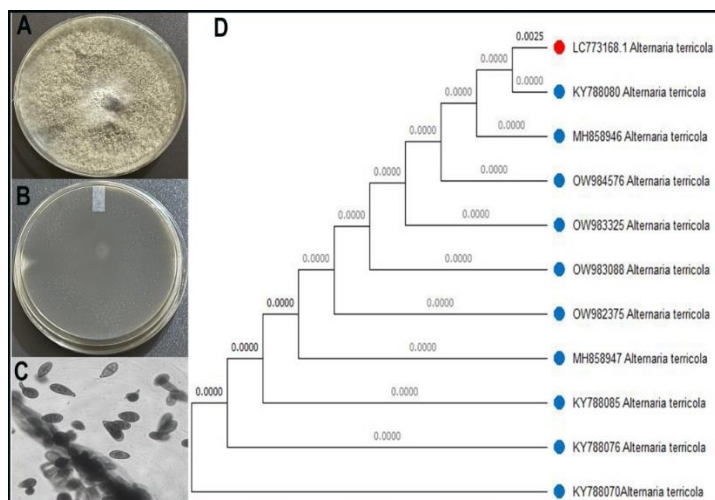 A
B
C
D
0.0025
LC773168.1 Alternaria terricola
0.0000
0.0000
KY788080 Alternaria terricola
0.0000
0.0000
MH858946 Alternaria terricola
0.0000
0.0000
OW984576 Alternaria terricola
0.0000
0.0000
OW983325 Alternaria terricola
0.0000
0.0000
OW983088 Alternaria terricola
0.0000
0.0000
OW982375 Alternaria terricola
0.0000
0.0000
MH858947 Alternaria terricola
0.0000
0.0000
KY788085 Alternaria terricola
0.0000
0.0000
KY788076 Alternaria terricola
KY788070Alternaria terricola